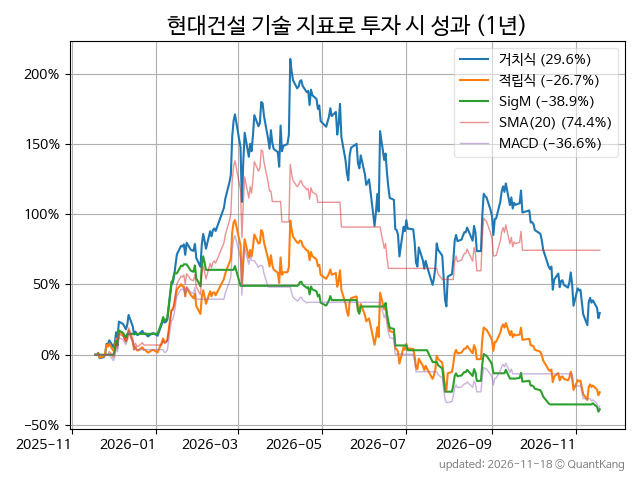 현대건설 기술 지표로 투자 시 성과 (1년)
거치식 (29.6%)
적립식 (−26.7%)
SigM (−38.9%)
SMA(20) (74.4%)
MACD (−36.6%)
200%
150%
100%
50%
0%
−50%
2025-11 2026-01 2026-03 2026-05 2026-07 2026-09 2026-11
updated: 2026-11-18 © QuantKang